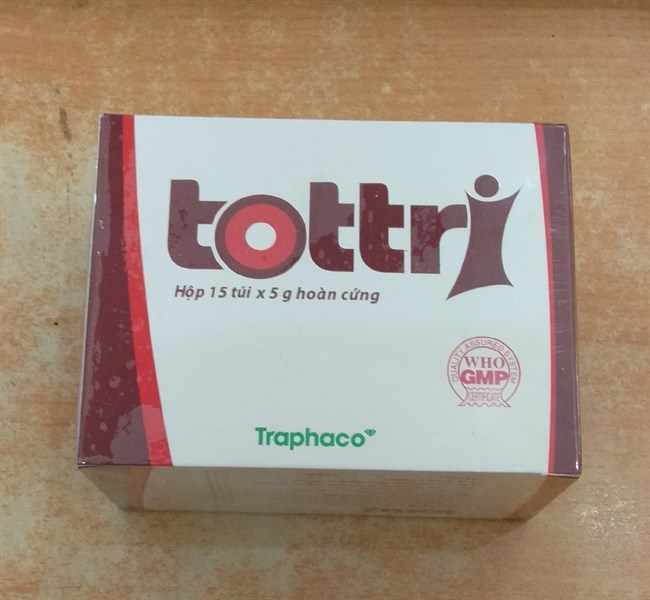 tottri
Hộp 15 túi x 5 g hoàn cứng
QUALITY ASSURED SYSTEM
WHO
GMP
CERTIFICATE
Traphaco